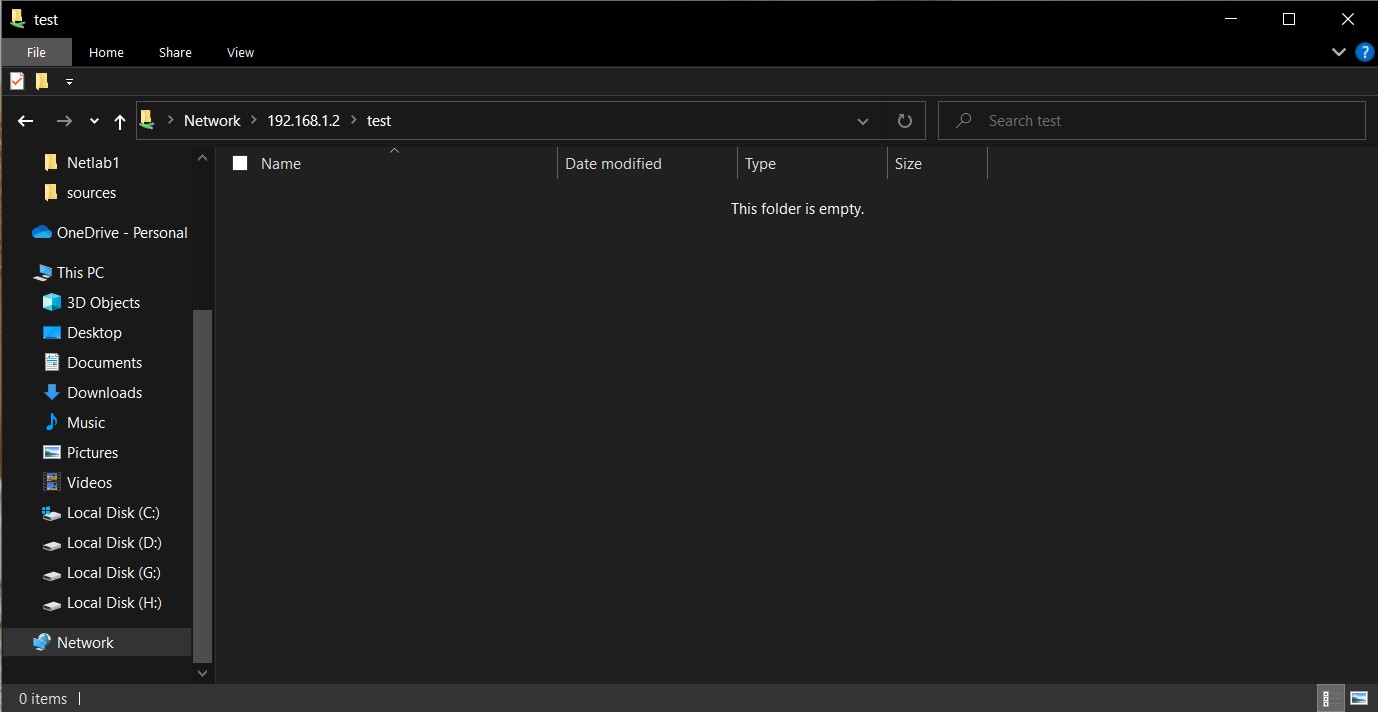 test
File Home Share View
Network 192.168.1.2 test
Search test
Netlab1
sources
OneDrive - Personal
This PC
3D Objects
Desktop
Documents
Downloads
Music
Pictures
Videos
Local Disk (C:)
Local Disk (D:)
Local Disk (G:)
Local Disk (H:)
Network
Name Date modified Type Size
This folder is empty.
0 items